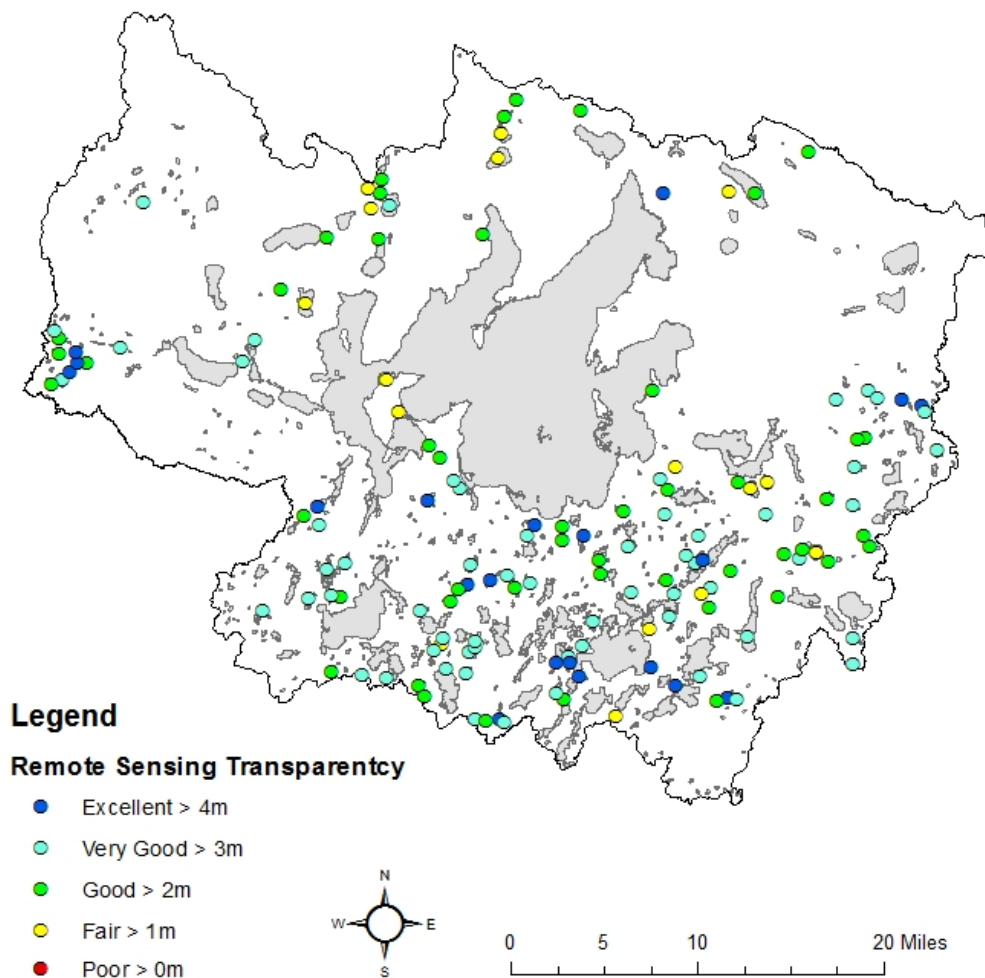 Legend
Remote Sensing Transparentcy
Excellent > 4m
Very Good > 3m
Good > 2m
Fair > 1m
Poor > 0m
N
W E
S
0 5 10 20 Miles